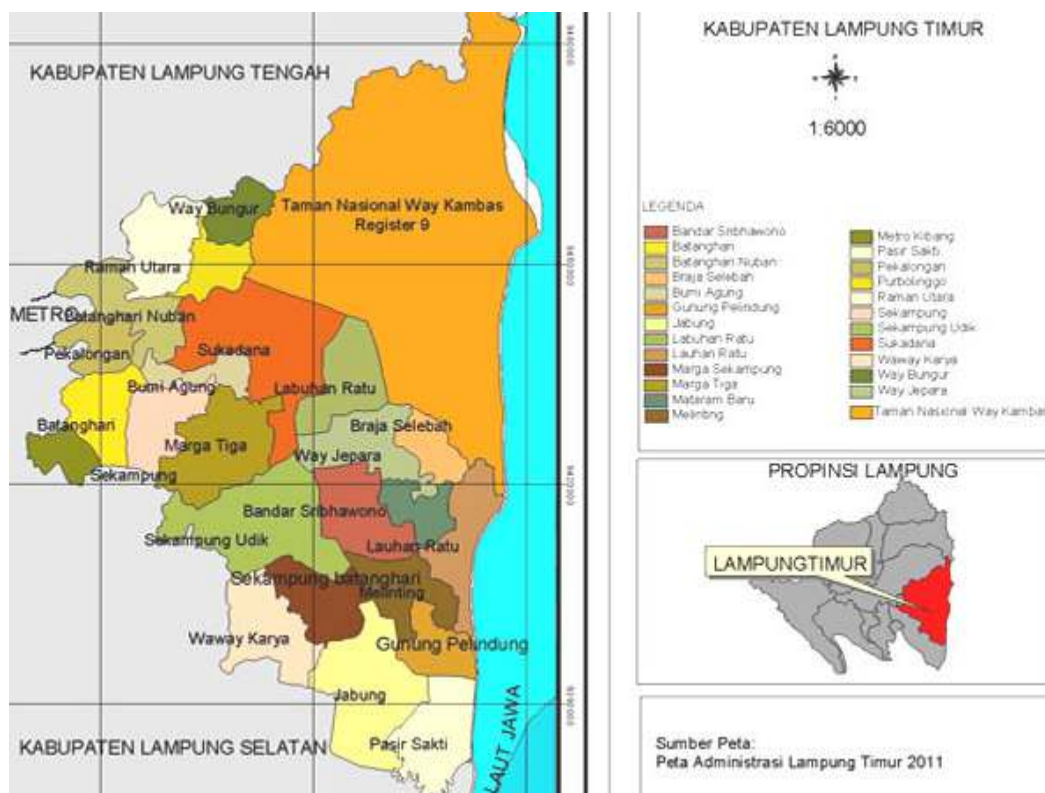 KABUPATEN LAMPUNG TENGAH
Way Bungur
Taman Nasional Way Kambas
Register 9
Raman Utara
METRO
Batanghari Nuban
Pekalongan
Sukadana
Bumi Agung
Labuhan Ratu
Batanghari
Marga Tiga
Braja Selebah
Way Jepara
Sekampung
Bandar Sribhawono
Sekampung Udik
Lauhan Ratu
Sekampung batanghari
Melinting
Waway Karya
Gunung Pelindung
Jabung
Pasir Sakti
KABUPATEN LAMPUNG SELATAN
LAUT JAWA
KABUPATEN LAMPUNG TIMUR
1:6000
LEGENDA
Bandar Sribhawono
Batanghari
Batanghari Nuban
Braja Selebah
Bumi Agung
Gunung Pelindung
Jabung
Labuhan Ratu
Lauhan Ratu
Marga Sekampung
Marga Tiga
Mataram Baru
Melintng
Metro Kibang
Pasir Sakti
Pekalongan
Purbolinggo
Raman Utara
Sekampung
Sekampung Udik
Sukadana
Waway Karya
Way Bungur
Way Jepara
Taman Nasional Way Kambas
PROPINSI LAMPUNG
LAMPUNGTIMUR
Sumber Peta:
Peta Administrasi Lampung Timur 2011